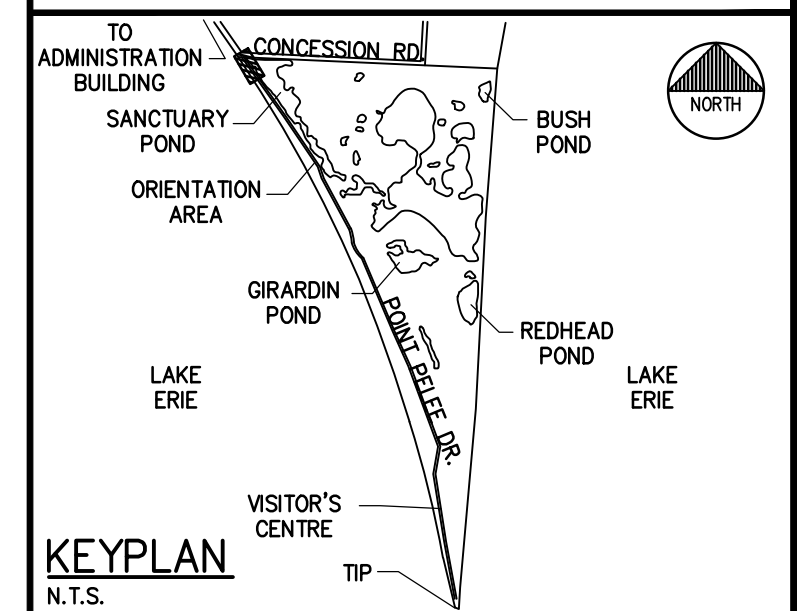 TO
ADMINISTRATION
BUILDING
CONCESSION RD.
NORTH
SANCTUARY
POND
BUSH
POND
ORIENTATION
AREA
GIRARDIN
POND
POINT PELEE DR.
REDHEAD
POND
LAKE
ERIE
LAKE
ERIE
VISITOR'S
CENTRE
KEYPLAN
N.T.S.
TIP